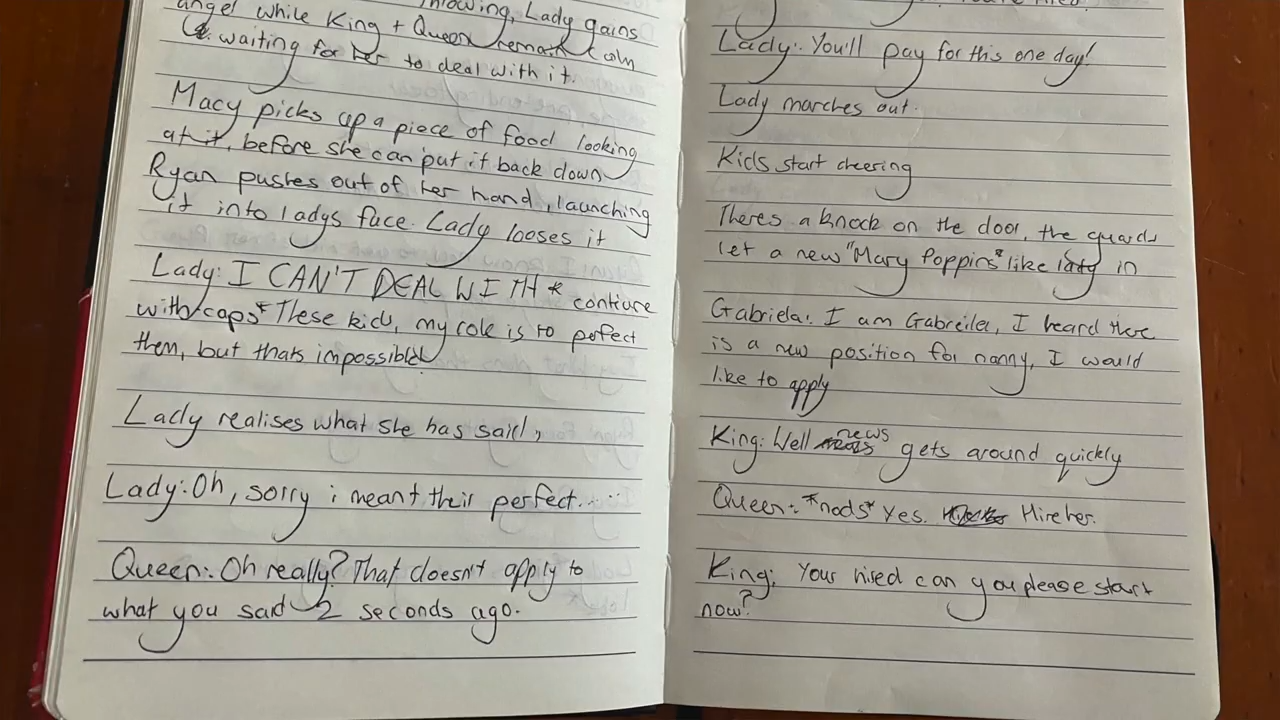 throwing, Lady gains
angel while King + Queen remain calm
waiting for her to deal with it.
Macy picks up a piece of food looking
at it, before she can put it back down
Ryan pushes out of her hand, launching
it into ladys face. Lady looses it
Lady: I CAN'T DEAL WITH * contiure
with caps* These kids, my role is to pefect
them, but thats impossible!
Lady realises what she has said,
Lady: Oh, sorry i meant their perfect.....
Queen: Oh really? That doesn't apply to
what you said 2 seconds ago.
Lady: You'll pay for this one day!
Lady marches out.
Kids start cheering
Theres a knock on the door, the guards
let a new "Mary Poppins" like lady in
Gabriela: I am Gabreila, I heard there
is a new position for nanny, I would
like to apply
King: Well news gets around quickly
Queen: *nods* Yes. Hire her.
King: Your hired can you please start
now?